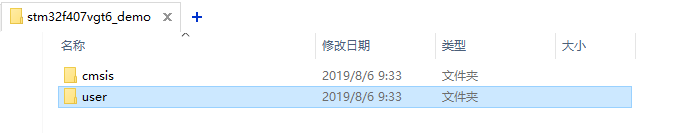 stm32f407vgt6_demo
名称 修改日期 类型 大小
cmsis 2019/8/6 9:33 文件夹
user 2019/8/6 9:33 文件夹